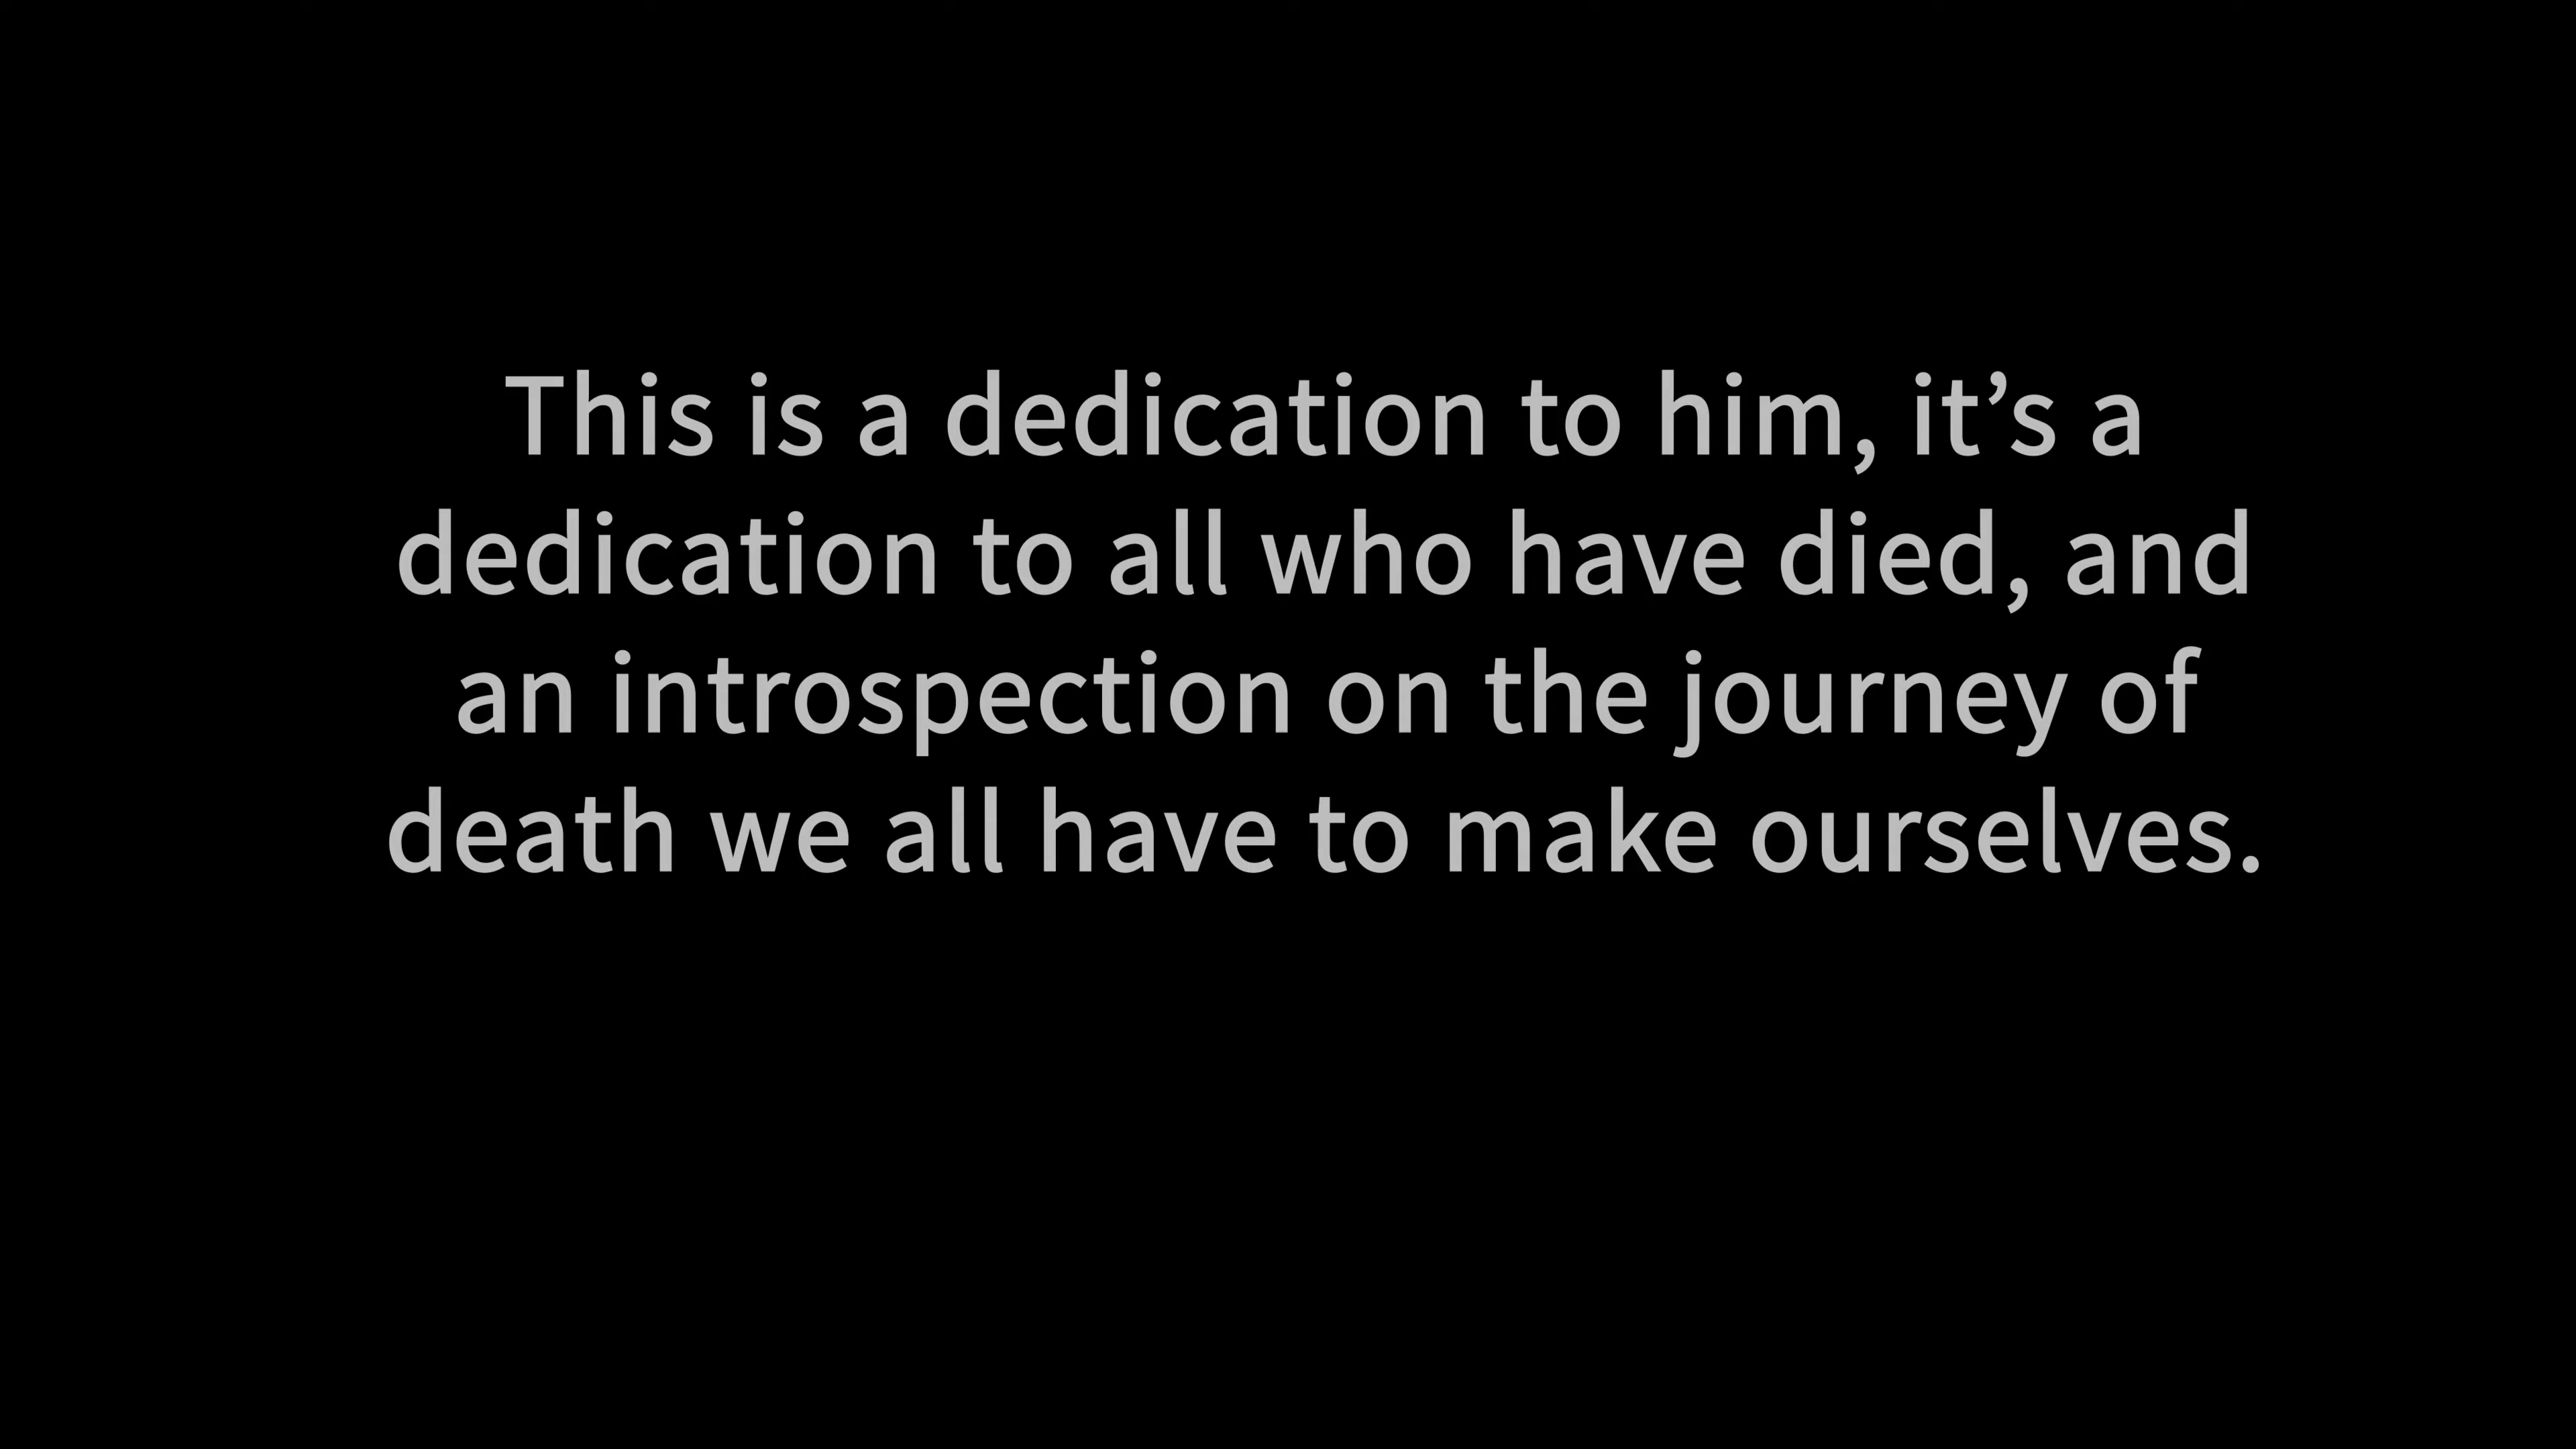 This is a dedication to him, it’s a
dedication to all who have died, and
an introspection on the journey of
death we all have to make ourselves.